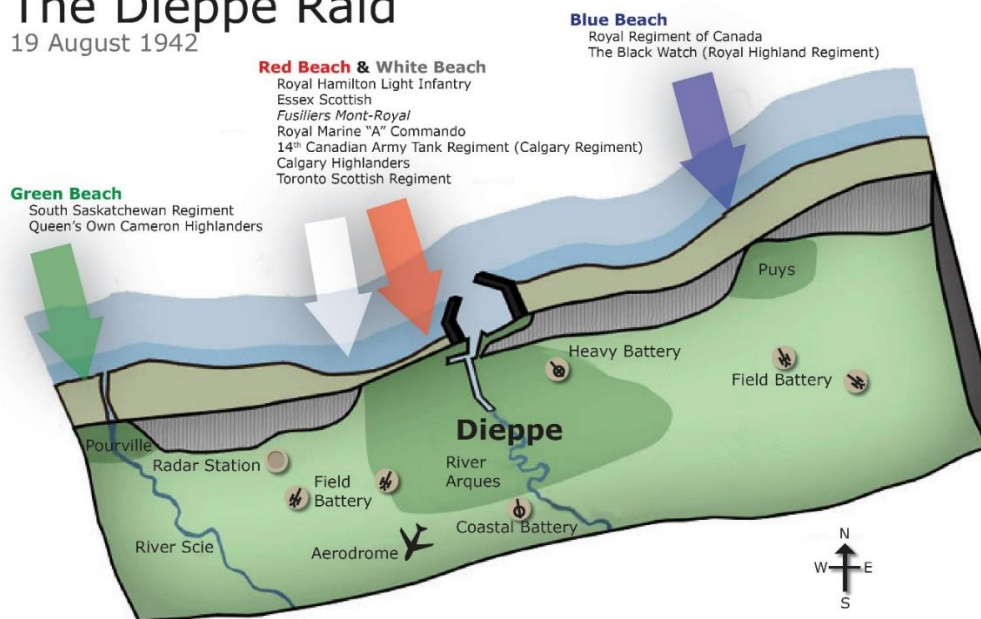 The Dieppe Raid
19 August 1942
Blue Beach
Royal Regiment of Canada
The Black Watch (Royal Highland Regiment)
Red Beach & White Beach
Royal Hamilton Light Infantry
Essex Scottish
Fusiliers Mont-Royal
Royal Marine “A” Commando
14th Canadian Army Tank Regiment (Calgary Regiment)
Calgary Highlanders
Toronto Scottish Regiment
Green Beach
South Saskatchewan Regiment
Queen’s Own Cameron Highlanders
Puys
Heavy Battery
Field Battery
Dieppe
Pourville
Radar Station
River
Arques
Field
Battery
Coastal Battery
River Scie
Aerodrome
N
W E
S